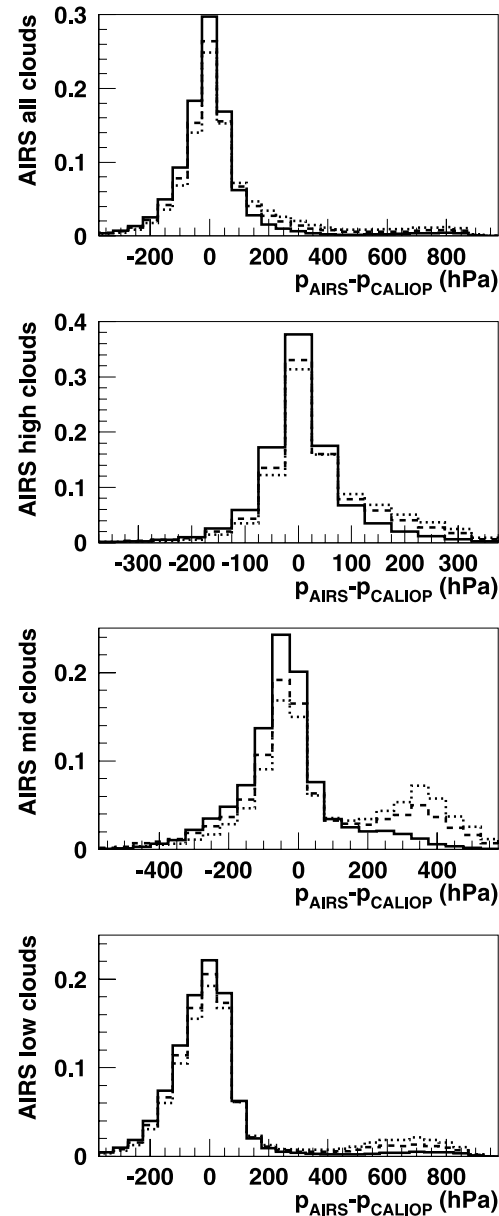 AIRS all clouds
0.3
0.2
0.1
0
-200 0 200 400 600 800
pAIRS-pCALIOP (hPa)
AIRS high clouds
0.4
0.3
0.2
0.1
0
-300 -200 -100 0 100 200 300
pAIRS-pCALIOP (hPa)
AIRS mid clouds
0.2
0.1
0
-400 -200 0 200 400
pAIRS-pCALIOP (hPa)
AIRS low clouds
0.2
0.1
0
-200 0 200 400 600 800
pAIRS-pCALIOP (hPa)